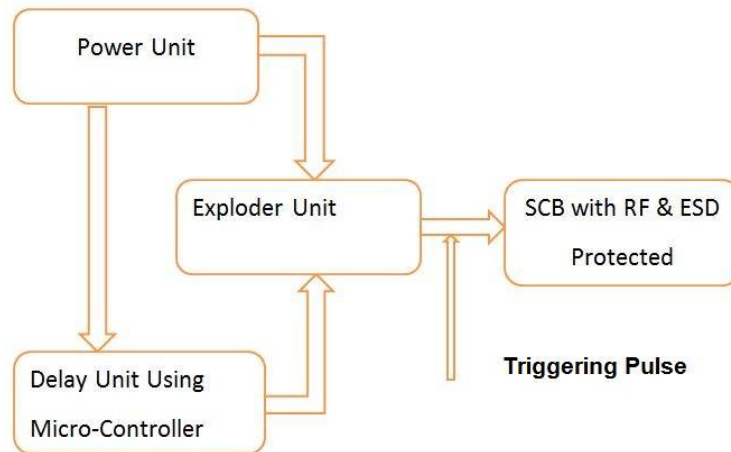 Power Unit
Exploder Unit
SCB with RF & ESD
Protected
Delay Unit Using
Micro-Controller
Triggering Pulse